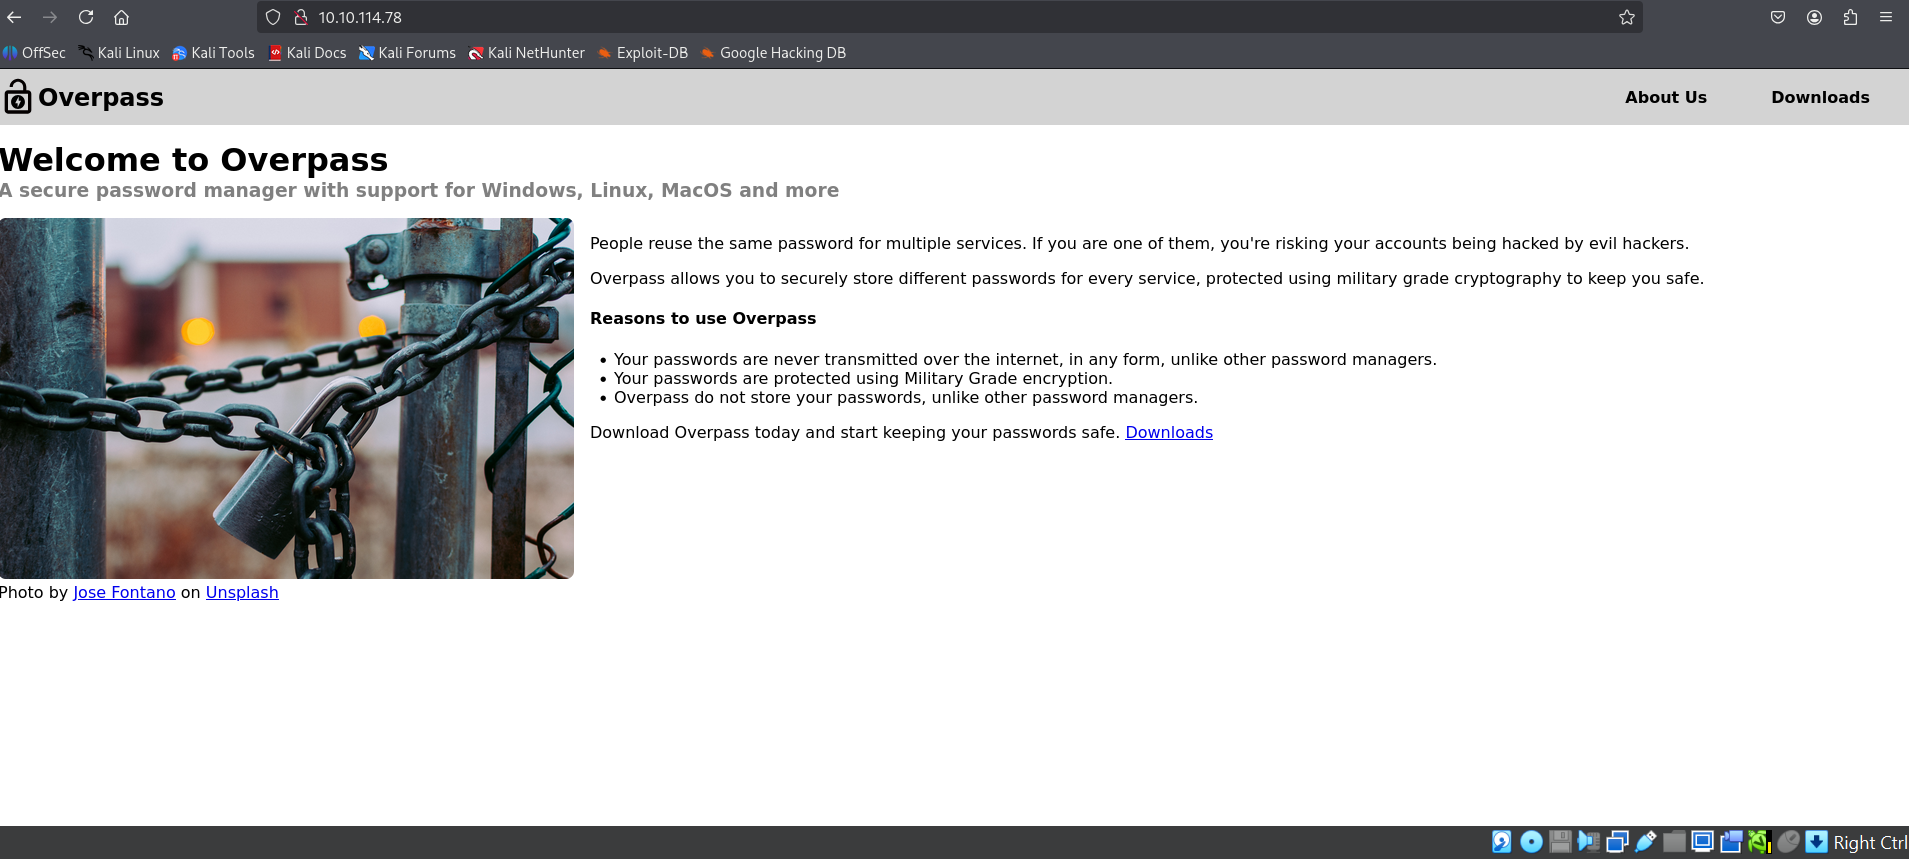 10.10.114.78
OffSec Kali Linux Kali Tools Kali Docs Kali Forums Kali NetHunter Exploit-DB Google Hacking DB
Overpass About Us Downloads
Welcome to Overpass
A secure password manager with support for Windows, Linux, MacOS and more
People reuse the same password for multiple services. If you are one of them, you're risking your accounts being hacked by evil hackers.
Overpass allows you to securely store different passwords for every service, protected using military grade cryptography to keep you safe.
Reasons to use Overpass
• Your passwords are never transmitted over the internet, in any form, unlike other password managers.
• Your passwords are protected using Military Grade encryption.
• Overpass do not store your passwords, unlike other password managers.
Download Overpass today and start keeping your passwords safe. Downloads
Photo by Jose Fontano on Unsplash
Right Ctrl